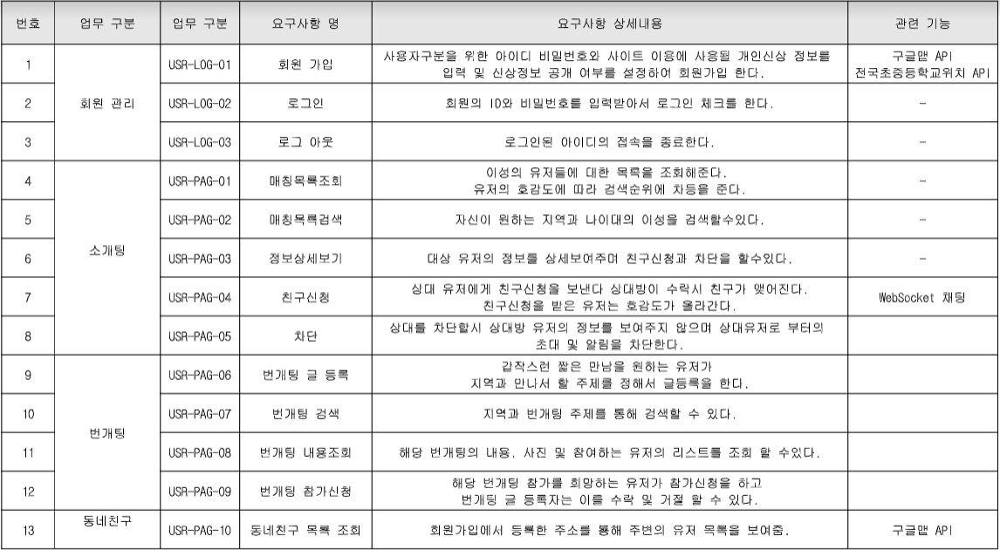 번호 업무 구분 업무 구분 요구사항 명 요구사항 상세내용 관련 기능
1 회원 관리 USR-LOG-01 회원 가입 사용자구분을 위한 아이디 비밀번호와 사이트 이용에 사용될 개인신상 정보를 구글맵 API
입력 및 신상정보 공개 여부를 설정하여 회원가입 한다. 전국초중등학교위치 API
2 USR-LOG-02 로그인 회원의 ID와 비밀번호를 입력받아서 로그인 체크를 한다. -
3 USR-LOG-03 로그 아웃 로그인된 아이디의 접속을 종료한다. -
4 소개팅 USR-PAG-01 매칭목록조회 이성의 유저들에 대한 목록을 조회해준다. -
유저의 호감도에 따라 검색순위에 차등을 준다.
5 USR-PAG-02 매칭목록검색 자신이 원하는 지역과 나이대의 이성을 검색할수있다. -
6 USR-PAG-03 정보상세보기 대상 유저의 정보를 상세보여주며 친구신청과 차단을 할수있다. -
7 USR-PAG-04 친구신청 상대 유저에게 친구신청을 보낸다 상대방이 수락시 친구가 맺어진다. WebSocket 채팅
친구신청을 받은 유저는 호감도가 올라간다.
8 USR-PAG-05 차단 상대를 차단할시 상대방 유저의 정보를 보여주지 않으며 상대유저로 부터의
초대 및 알림을 차단한다.
9 번개팅 USR-PAG-06 번개팅 글 등록 갑작스런 짧은 만남을 원하는 유저가
지역과 만나서 할 주제를 정해서 글등록을 한다.
10 USR-PAG-07 번개팅 검색 지역과 번개팅 주제를 통해 검색할 수 있다.
11 USR-PAG-08 번개팅 내용조회 해당 번개팅의 내용, 사진 및 참여하는 유저의 리스트를 조회 할 수있다.
12 USR-PAG-09 번개팅 참가신청 해당 번개팅 참가를 희망하는 유저가 참가신청을 하고
번개팅 글 등록자는 이를 수락 및 거절 할 수 있다.
13 동네친구 USR-PAG-10 동네친구 목록 조회 회원가입에서 등록한 주소를 통해 주변의 유저 목록을 보여줌. 구글맵 API